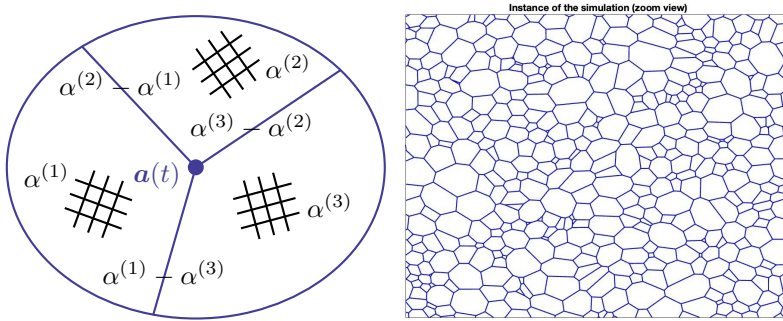 Instance of the simulation (zoom view)
α^{(2)} − α^{(1)}
α^{(2)}
α^{(3)} − α^{(2)}
α^{(1)}
a(t)
α^{(3)}
α^{(1)} − α^{(3)}